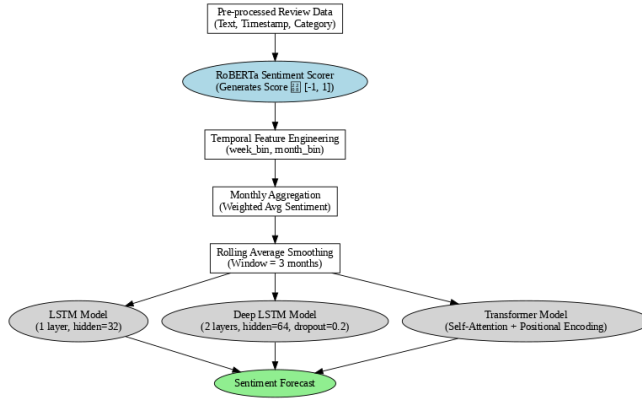 Pre-processed Review Data
(Text, Timestamp, Category)
RoBERTa Sentiment Scorer
(Generates Score [-1, 1])
Temporal Feature Engineering
(week_bin, month_bin)
Monthly Aggregation
(Weighted Avg Sentiment)
Rolling Average Smoothing
(Window = 3 months)
LSTM Model
(1 layer, hidden=32)
Deep LSTM Model
(2 layers, hidden=64, dropout=0.2)
Transformer Model
(Self-Attention + Positional Encoding)
Sentiment Forecast